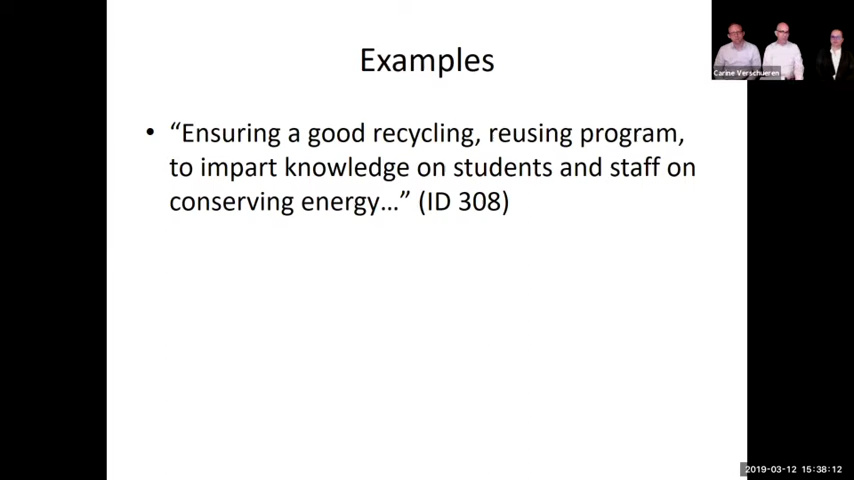 Examples
Carine Verschueren
• “Ensuring a good recycling, reusing program,
to impart knowledge on students and staff on
conserving energy…” (ID 308)
2019-03-12 15:38:12